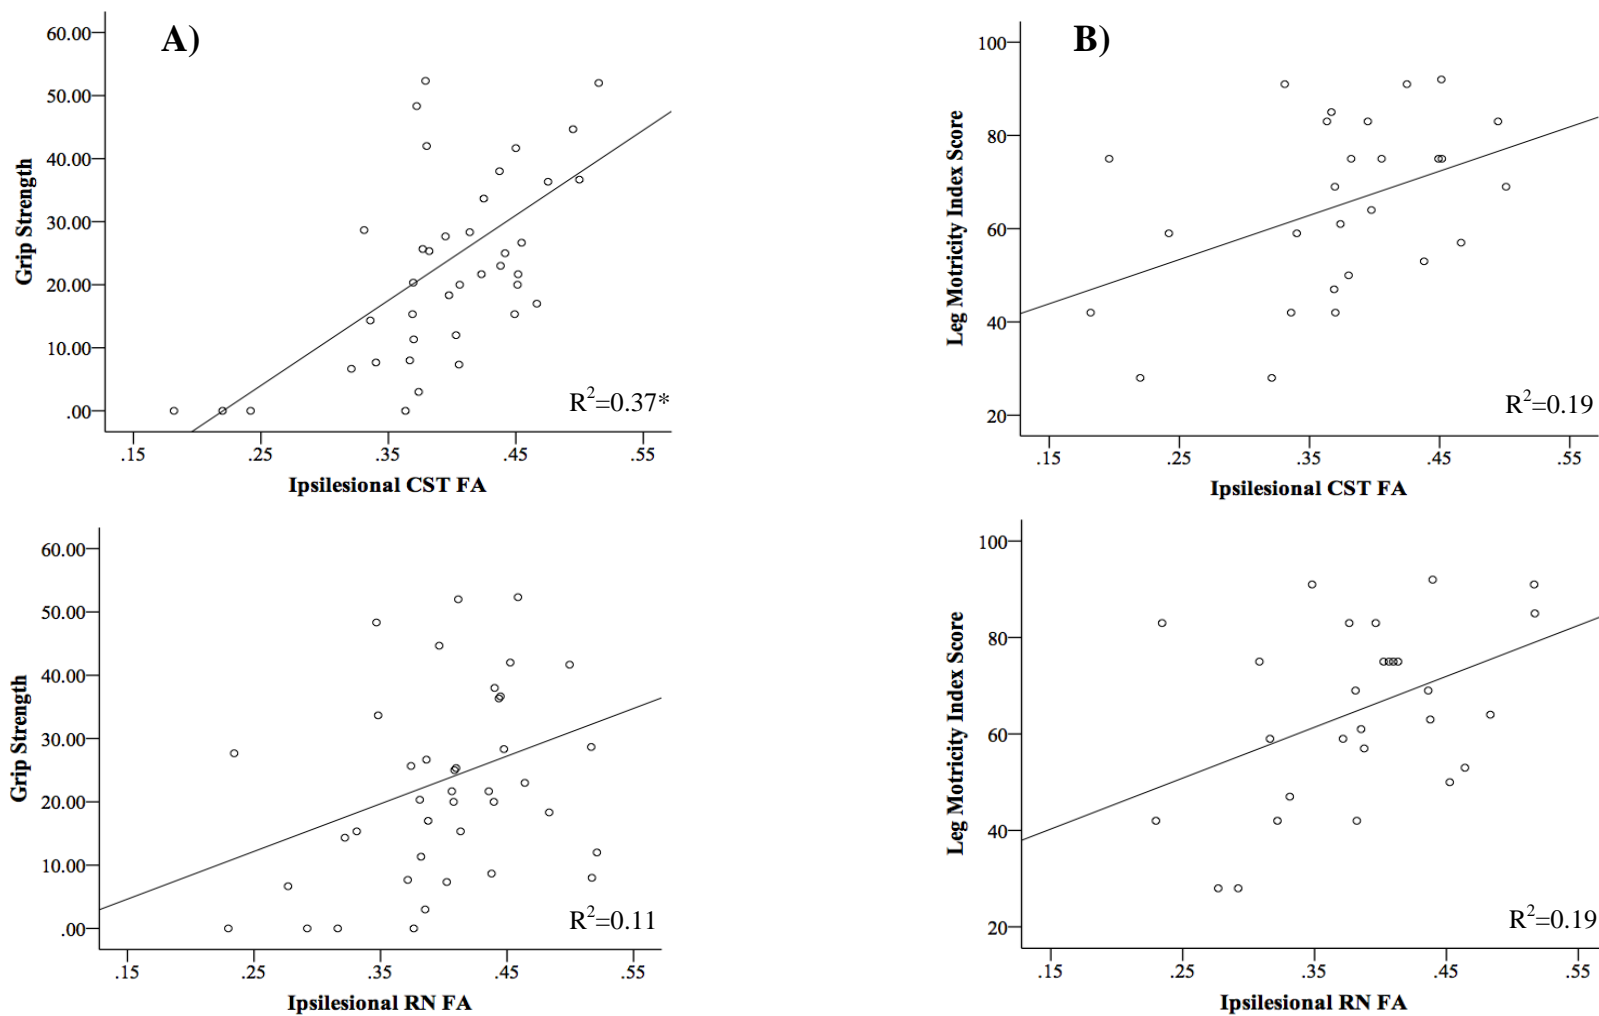 A)
60.00
50.00
40.00
30.00
20.00
10.00
.00
Grip Strength
R²=0.37*
.15 .25 .35 .45 .55
Ipsilesional CST FA
B)
100
80
60
40
20
Leg Motricity Index Score
R²=0.19
.15 .25 .35 .45 .55
Ipsilesional CST FA
60.00
50.00
40.00
30.00
20.00
10.00
.00
Grip Strength
R²=0.11
.15 .25 .35 .45 .55
Ipsilesional RN FA
100
80
60
40
20
Leg Motricity Index Score
R²=0.19
.15 .25 .35 .45 .55
Ipsilesional RN FA